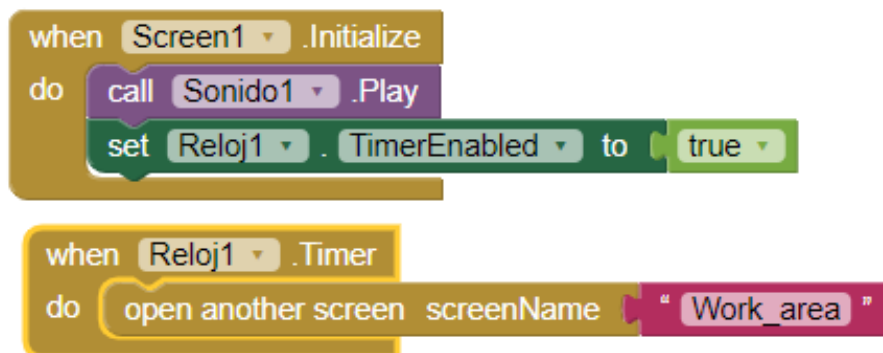 when Screen1 .Initialize
do call Sonido1 .Play
set Reloj1 . TimerEnabled to true
when Reloj1 .Timer
do open another screen screenName " Work_area "